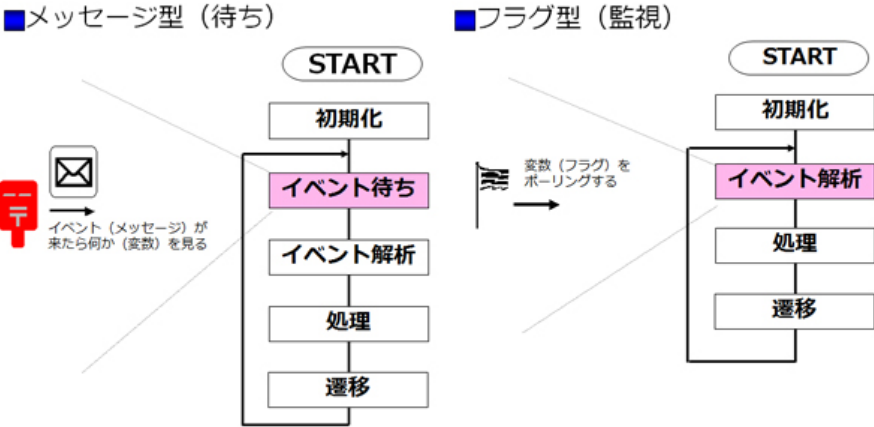 ■メッセージ型（待ち）
START
初期化
イベント待ち
イベント（メッセージ）が
来たら何か（変数）を見る
イベント解析
処理
遷移
■フラグ型（監視）
START
初期化
変数（フラグ）を
ポーリングする
イベント解析
処理
遷移